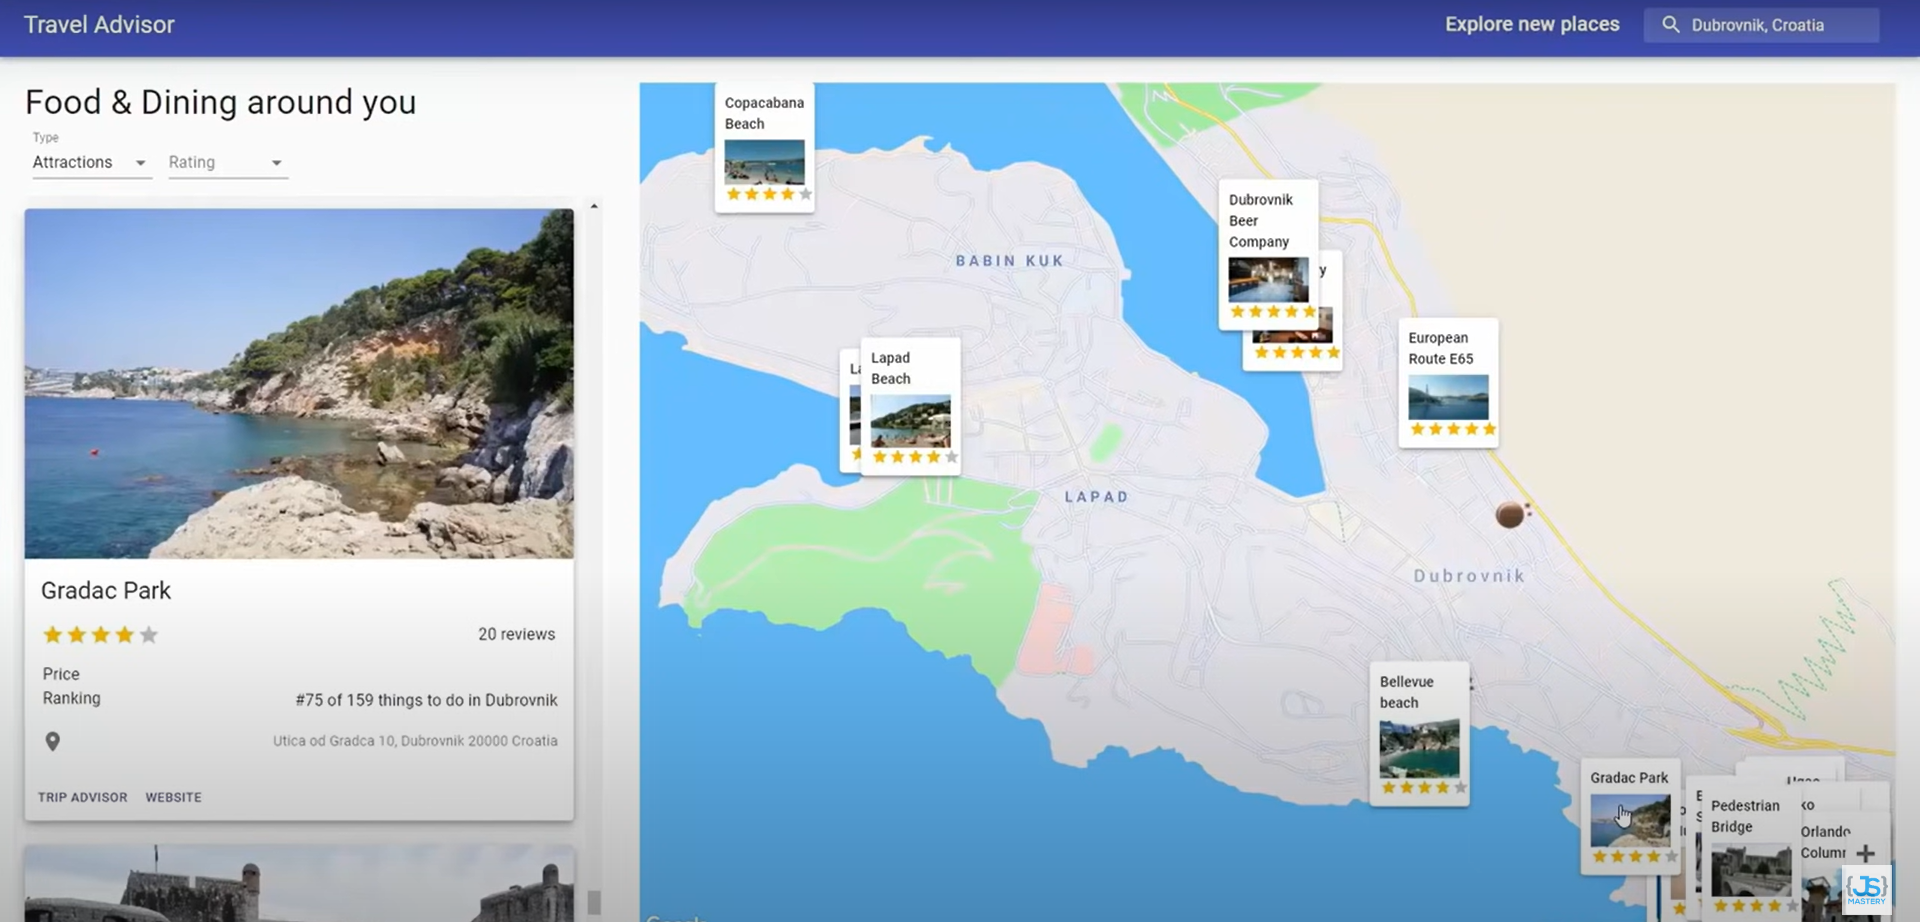 Travel Advisor
Explore new places
Dubrovnik, Croatia
Food & Dining around you
Type
Attractions
Rating
Gradac Park
20 reviews
Price
Ranking
#75 of 159 things to do in Dubrovnik
Utica od Gradca 10, Dubrovnik 20000 Croatia
TRIP ADVISOR
WEBSITE
Copacabana
Beach
BABIN KUK
Dubrovnik
Beer
Company
y
European
Route E65
La
Lapad
Beach
LAPAD
Dubrovnik
Bellevue
beach
Gradac Park
Pedestrian
Bridge
ko
Orlando
Colum
JS
MASTERY